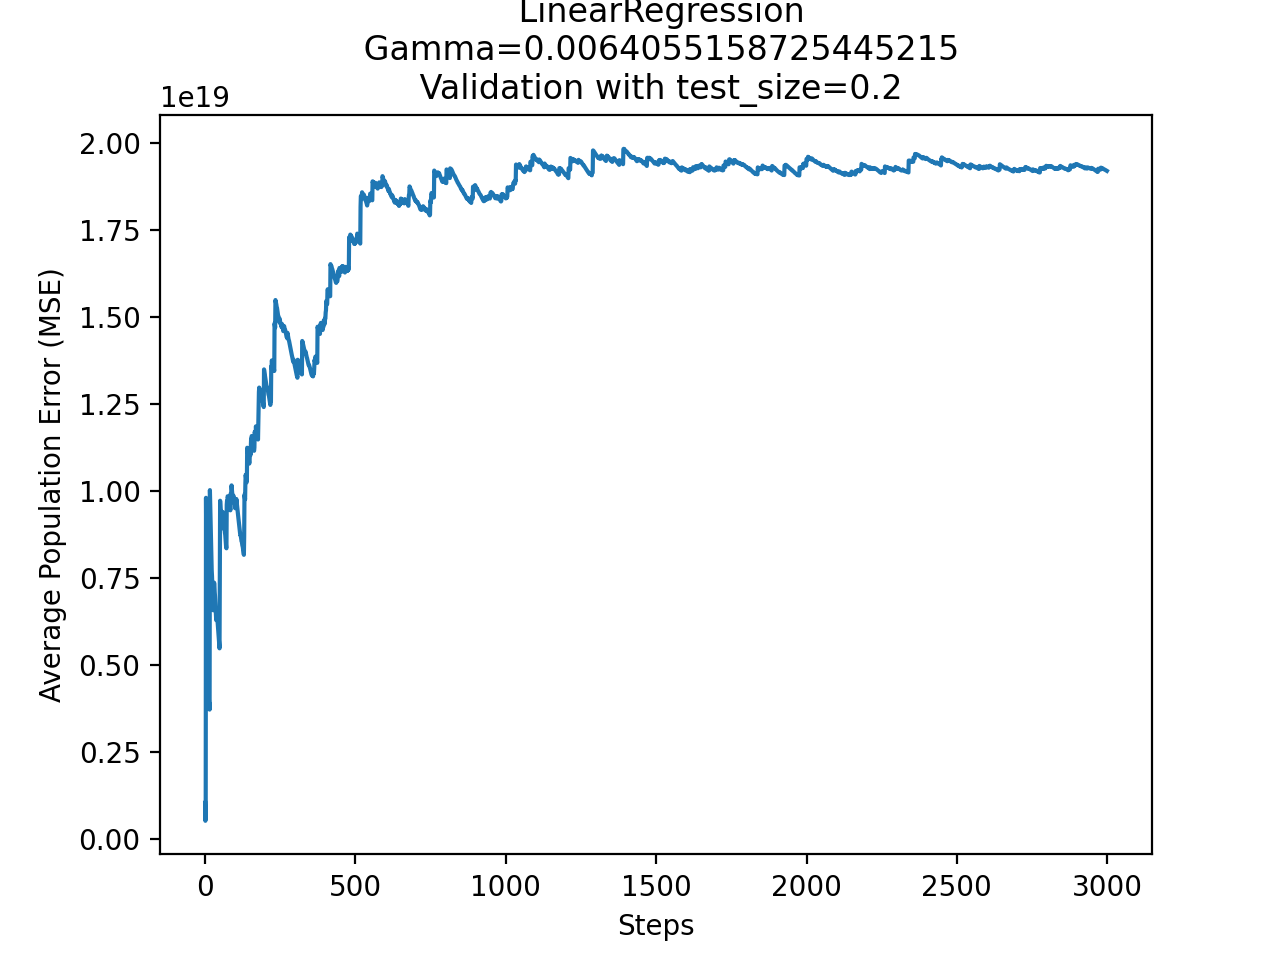 LinearRegression
Gamma=0.0064055158725445215
Validation with test_size=0.2
1e19
2.00
1.75
1.50
1.25
1.00
0.75
0.50
0.25
0.00
Average Population Error (MSE)
0 500 1000 1500 2000 2500 3000
Steps